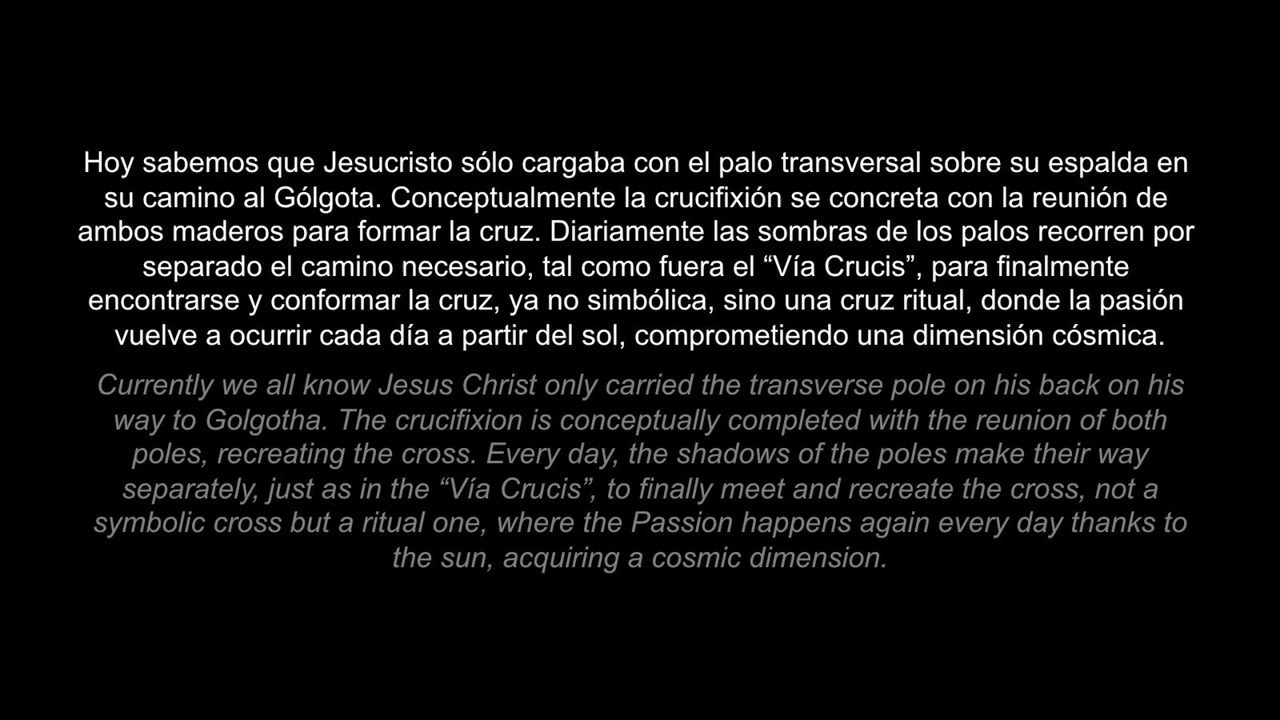 Hoy sabemos que Jesucristo sólo cargaba con el palo transversal sobre su espalda en
su camino al Gólgota. Conceptualmente la crucifixión se concreta con la reunión de
ambos maderos para formar la cruz. Diariamente las sombras de los palos recorren por
separado el camino necesario, tal como fuera el “Vía Crucis”, para finalmente
encontrarse y conformar la cruz, ya no simbólica, sino una cruz ritual, donde la pasión
vuelve a ocurrir cada día a partir del sol, comprometiendo una dimensión cósmica.
Currently we all know Jesus Christ only carried the transverse pole on his back on his
way to Golgotha. The crucifixion is conceptually completed with the reunion of both
poles, recreating the cross. Every day, the shadows of the poles make their way
separately, just as in the “Vía Crucis”, to finally meet and recreate the cross, not a
symbolic cross but a ritual one, where the Passion happens again every day thanks to
the sun, acquiring a cosmic dimension.